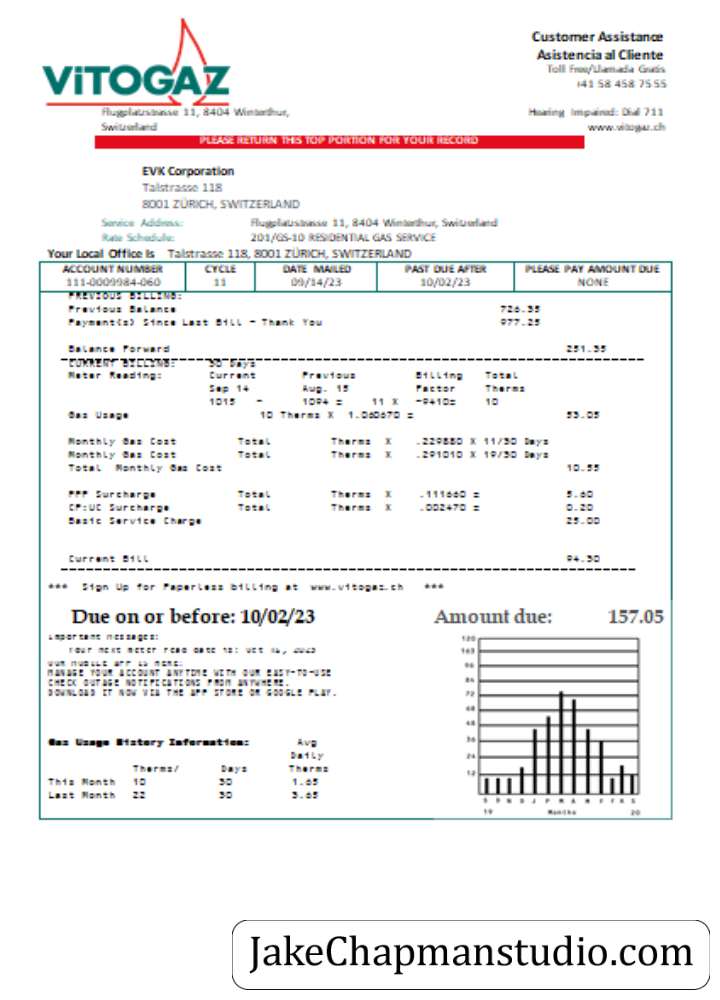 ViTOGAZ
Customer Assistance
Asistencia al Cliente
Toll Free/Llamada Gratis
+41 58 458 75 55
Flugplatzstrasse 11, 8404 Winterthur,
Switzerland
Hearing Impaired: Dial 711
www.vitogaz.ch
PLEASE RETURN THIS TOP PORTION FOR YOUR RECORD
EVK Corporation
Talstrasse 118
8001 ZÜRICH, SWITZERLAND
Service Address: Flugplatzstrasse 11, 8404 Winterthur, Switzerland
Rate Schedule: 201/GS-10 RESIDENTIAL GAS SERVICE
Your Local Office Is Talstrasse 118, 8001 ZÜRICH, SWITZERLAND
ACCOUNT NUMBER CYCLE DATE MAILED PAST DUE AFTER PLEASE PAY AMOUNT DUE
111-0009984-060 11 09/14/23 10/02/23 NONE
PREVIOUS BILLING:
Previous Balance 726.35
Payment(s) Since Last Bill - Thank You 977.25
Balance Forward 251.35
CURRENT BILLING: 30 Days
Meter Reading: Current Previous Billing Total
Sep 14 Aug. 15 Factor Therms
1015 - 1094 = 11 X -9410= 10
Gas Usage 10 Therms X 1.060670 = 53.05
Monthly Gas Cost Total Therms X .229880 X 11/30 Days
Monthly Gas Cost Total Therms X .291010 X 19/30 Days
Total Monthly Gas Cost 10.55
PPP Surcharge Total Therms X .111660 = 5.60
CP:UC Surcharge Total Therms X .002470 = 0.20
Basic Service Charge 25.00
Current Bill 94.30
*** Sign Up for Paperless billing at www.vitogaz.ch ***
Due on or before: 10/02/23 Amount due: 157.05
Important messages:
Your next meter read date is: Oct
OUR MOBILE APP IS HERE:
MANAGE YOUR ACCOUNT ANYTIME WITH OUR EASY-TO-USE
CHECK OUTAGE NOTIFICATIONS FROM ANYWHERE.
DOWNLOAD IT NOW VIA THE APP STORE OR GOOGLE PLAY.
Gas Usage History Information: Avg
Daily
Therms/ Days Therms
This Month 10 30 1.65
Last Month 22 30 3.65
120
96
84
72
48
36
24
12
19 Months 20
JakeChapmanstudio.com